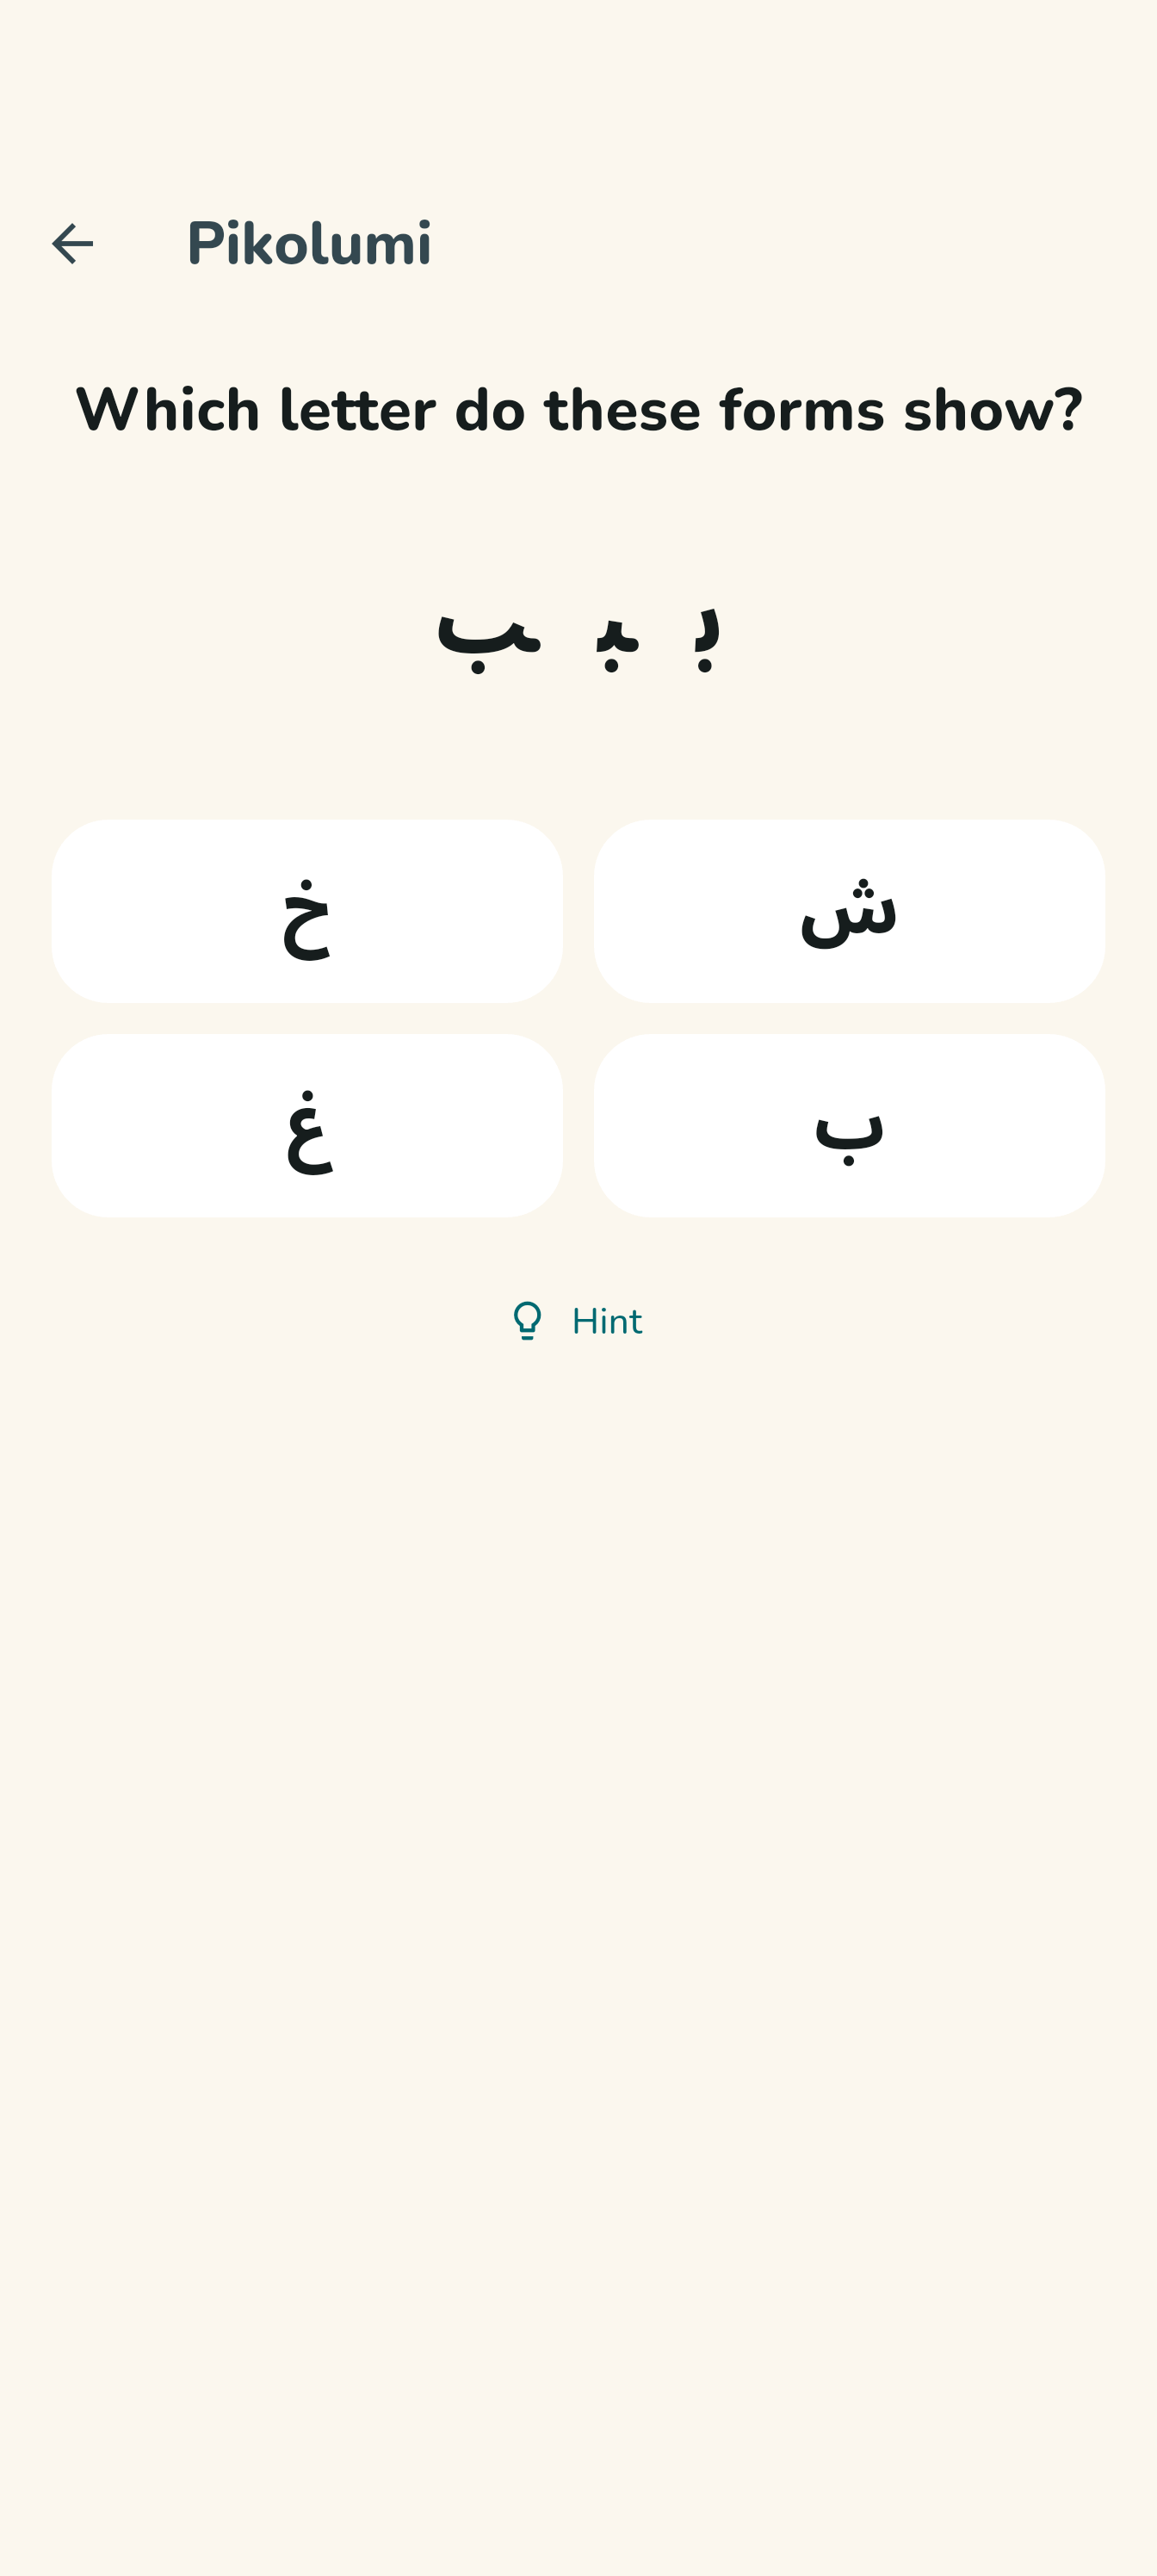 Pikolumi
Which letter do these forms show?
ﺑ ﺒ ﺐ
خ ش
غ ب
Hint